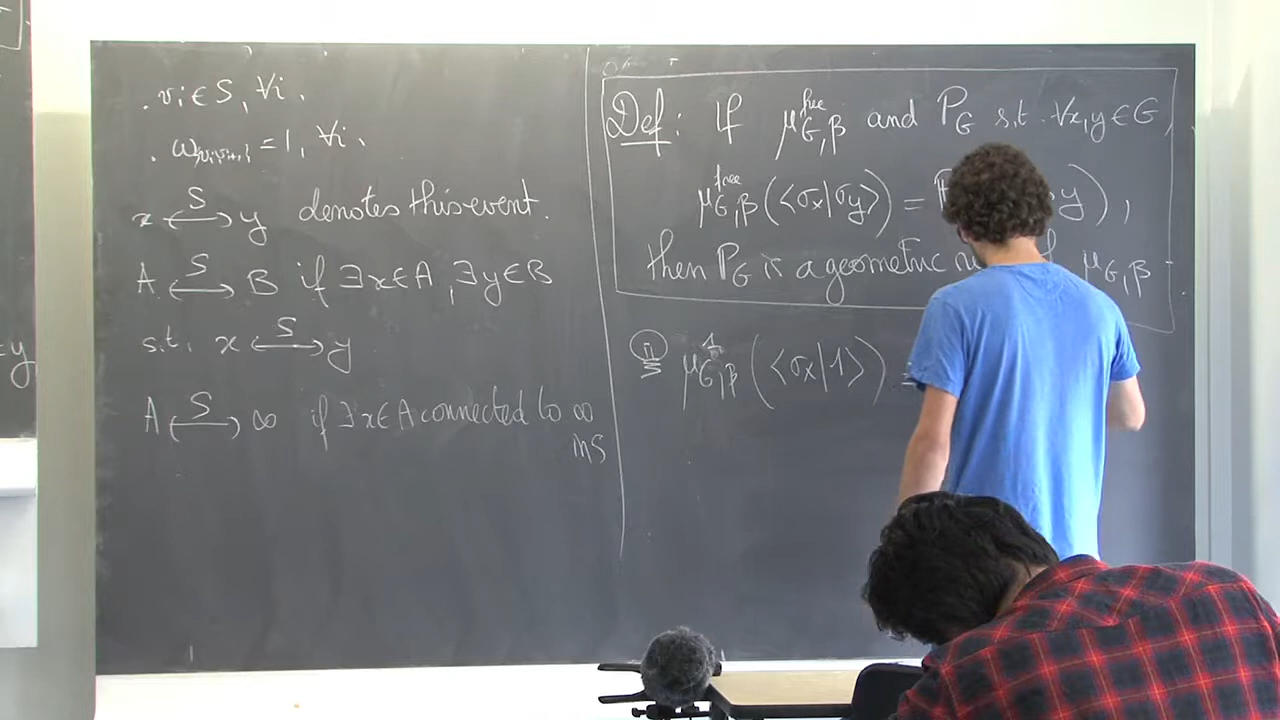 . vi ∈ S, ∀i.
. ω{vi,vi+1} = 1, ∀i.
x ⟷^S y denotes this event.
A ⟷^S B if ∃x∈A, ∃y∈B
s.t. x ⟷^S y
A ⟷^S ∞ if ∃x∈A connected to ∞
in S
Def: If μ^free_{G,β} and P_G s.t. ∀x,y∈G,
μ^free_{G,β}(⟨σx|σy⟩) = y),
then P_G is a geometric μ_{G,β}
μ^1_{G,β}(⟨σx|1⟩) =
y